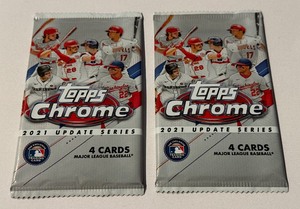 Topps
Chrome
2021 UPDATE SERIES
4 CARDS
MAJOR LEAGUE BASEBALL®
Topps
Chrome
2021 UPDATE SERIES
4 CARDS
MAJOR LEAGUE BASEBALL®